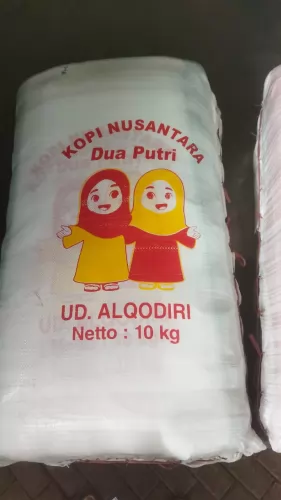 KOPI NUSANTARA
Dua Putri
UD. ALQODIRI
Netto : 10 kg